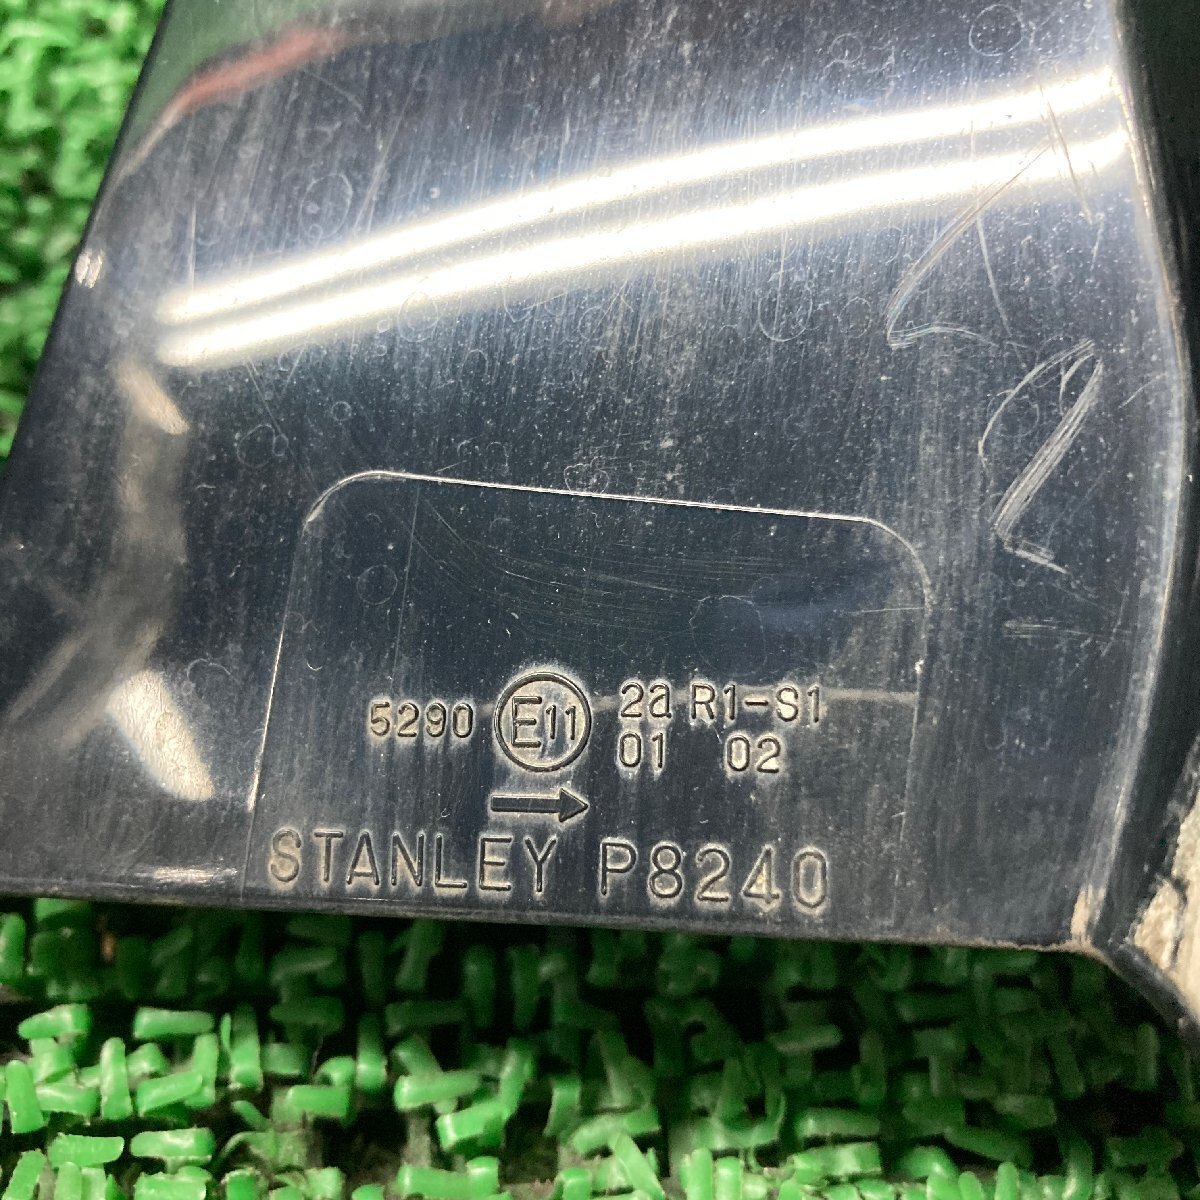 5290 E11 2a R1-S1
01 02
→
STANLEY P8240